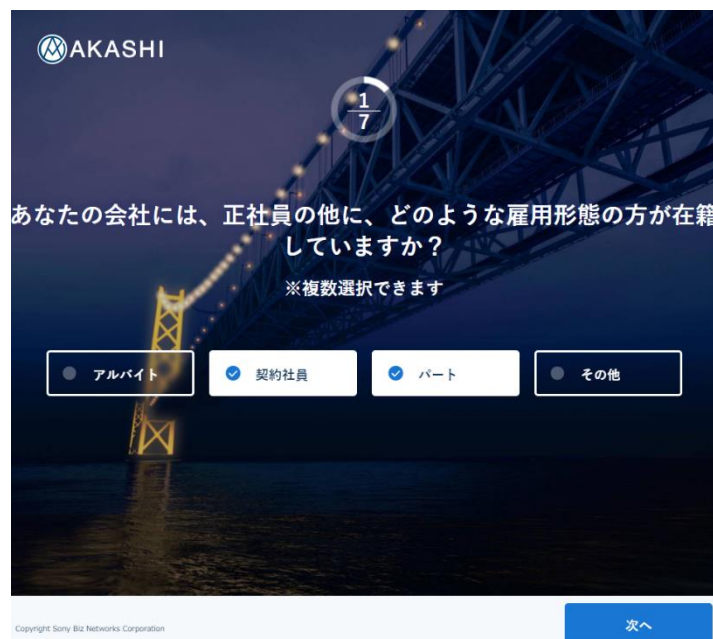 AKASHI
1
7
あなたの会社には、正社員の他に、どのような雇用形態の方が在籍
していますか？
※複数選択できます
アルバイト
契約社員
パート
その他
Copyright Sony Biz Networks Corporation
次へ